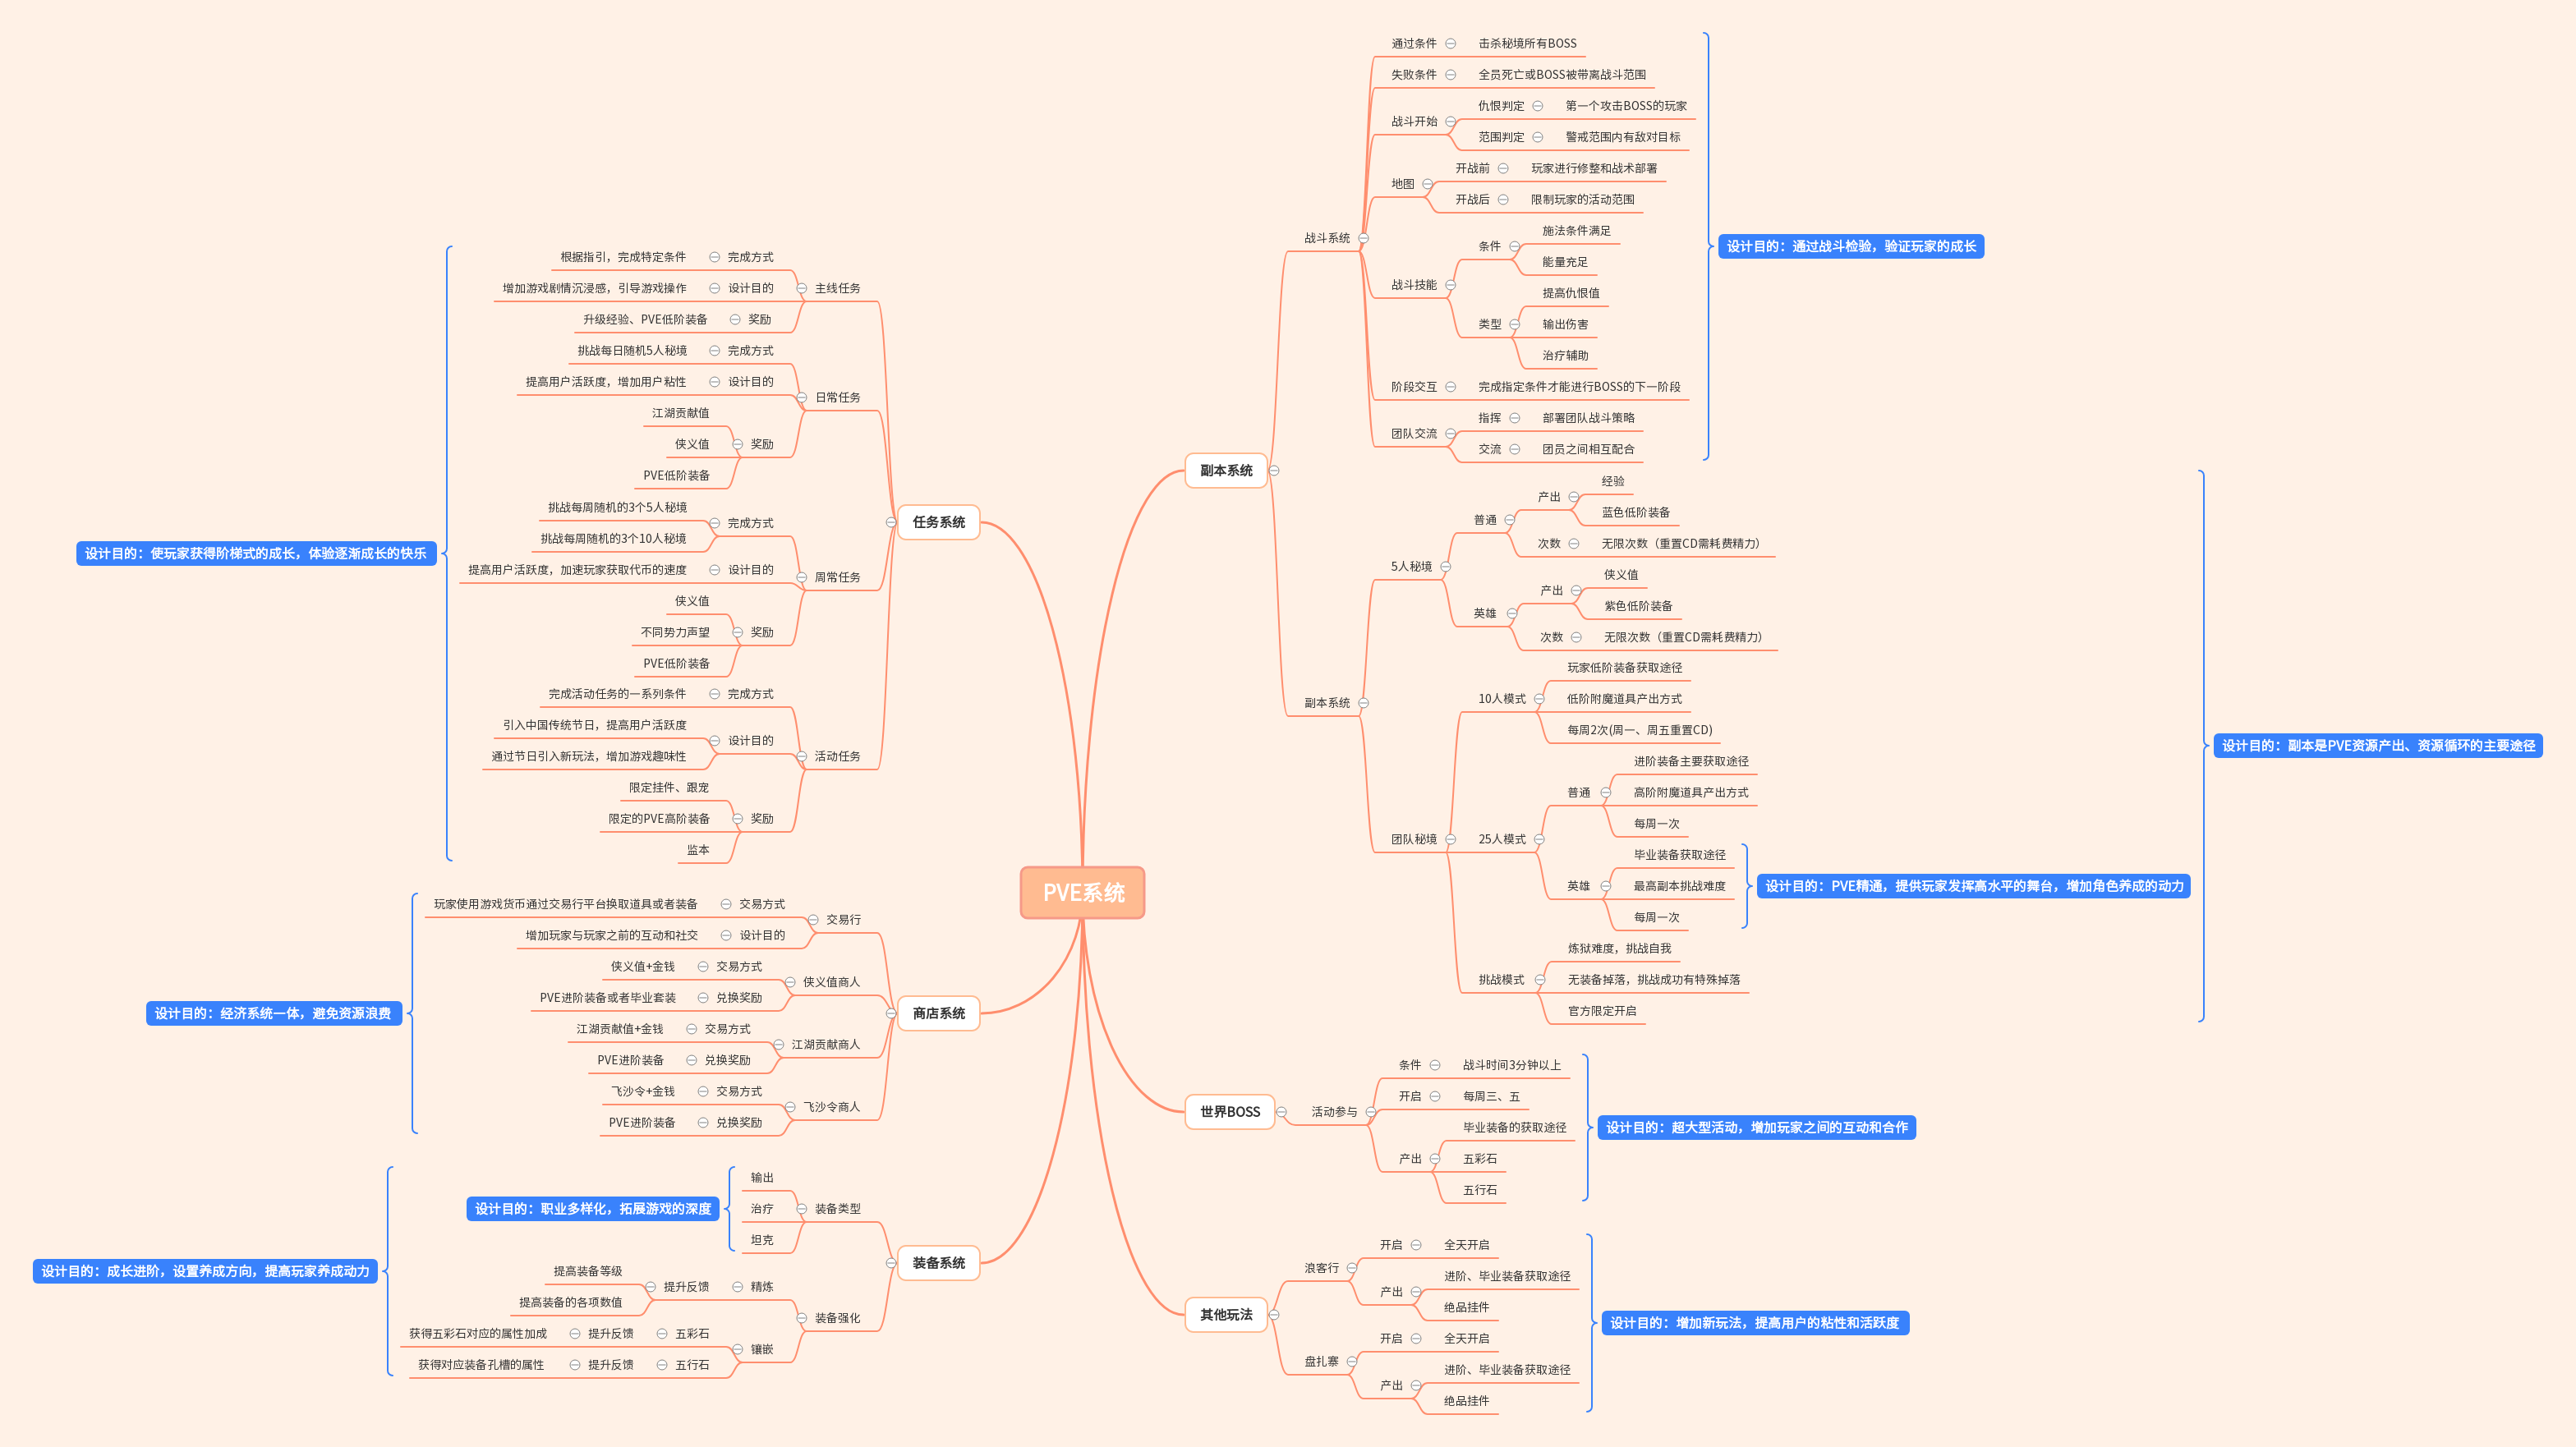 PVE系统
副本系统
战斗系统
通过条件
击杀秘境所有BOSS
失败条件
全员死亡或BOSS被带离战斗范围
战斗开始
仇恨判定
第一个攻击BOSS的玩家
范围判定
警戒范围内有敌对目标
地图
开战前
玩家进行修整和战术部署
开战后
限制玩家的活动范围
战斗技能
条件
施法条件满足
能量充足
类型
提高仇恨值
输出伤害
治疗辅助
阶段交互
完成指定条件才能进行BOSS的下一阶段
团队交流
指挥
部署团队战斗策略
交流
团员之间相互配合
设计目的：通过战斗检验，验证玩家的成长
副本系统
5人秘境
普通
产出
经验
蓝色低阶装备
次数
无限次数（重置CD需耗费精力）
英雄
产出
侠义值
紫色低阶装备
次数
无限次数（重置CD需耗费精力）
团队秘境
10人模式
玩家低阶装备获取途径
低阶附魔道具产出方式
每周2次(周一、周五重置CD)
25人模式
普通
进阶装备主要获取途径
高阶附魔道具产出方式
每周一次
英雄
毕业装备获取途径
最高副本挑战难度
每周一次
设计目的：PVE精通，提供玩家发挥高水平的舞台，增加角色养成的动力
挑战模式
炼狱难度，挑战自我
无装备掉落，挑战成功有特殊掉落
官方限定开启
设计目的：副本是PVE资源产出、资源循环的主要途径
世界BOSS
活动参与
条件
战斗时间3分钟以上
开启
每周三、五
产出
毕业装备的获取途径
五彩石
五行石
设计目的：超大型活动，增加玩家之间的互动和合作
其他玩法
浪客行
开启
全天开启
产出
进阶、毕业装备获取途径
绝品挂件
盘扎寨
开启
全天开启
产出
进阶、毕业装备获取途径
绝品挂件
设计目的：增加新玩法，提高用户的粘性和活跃度
任务系统
主线任务
完成方式
根据指引，完成特定条件
设计目的
增加游戏剧情沉浸感，引导游戏操作
奖励
升级经验、PVE低阶装备
日常任务
完成方式
挑战每日随机5人秘境
设计目的
提高用户活跃度，增加用户粘性
奖励
江湖贡献值
侠义值
PVE低阶装备
周常任务
完成方式
挑战每周随机的3个5人秘境
挑战每周随机的3个10人秘境
设计目的
提高用户活跃度，加速玩家获取代币的速度
奖励
侠义值
不同势力声望
PVE低阶装备
活动任务
完成方式
完成活动任务的一系列条件
设计目的
引入中国传统节日，提高用户活跃度
通过节日引入新玩法，增加游戏趣味性
奖励
限定挂件、跟宠
限定的PVE高阶装备
监本
设计目的：使玩家获得阶梯式的成长，体验逐渐成长的快乐
商店系统
交易行
交易方式
玩家使用游戏货币通过交易行平台换取道具或者装备
设计目的
增加玩家与玩家之前的互动和社交
侠义值商人
交易方式
侠义值+金钱
兑换奖励
PVE进阶装备或者毕业套装
江湖贡献商人
交易方式
江湖贡献值+金钱
兑换奖励
PVE进阶装备
飞沙令商人
交易方式
飞沙令+金钱
兑换奖励
PVE进阶装备
设计目的：经济系统一体，避免资源浪费
装备系统
装备类型
输出
治疗
坦克
设计目的：职业多样化，拓展游戏的深度
装备强化
精炼
提升反馈
提高装备等级
提高装备的各项数值
镶嵌
五彩石
提升反馈
获得五彩石对应的属性加成
五行石
提升反馈
获得对应装备孔槽的属性
设计目的：成长进阶，设置养成方向，提高玩家养成动力